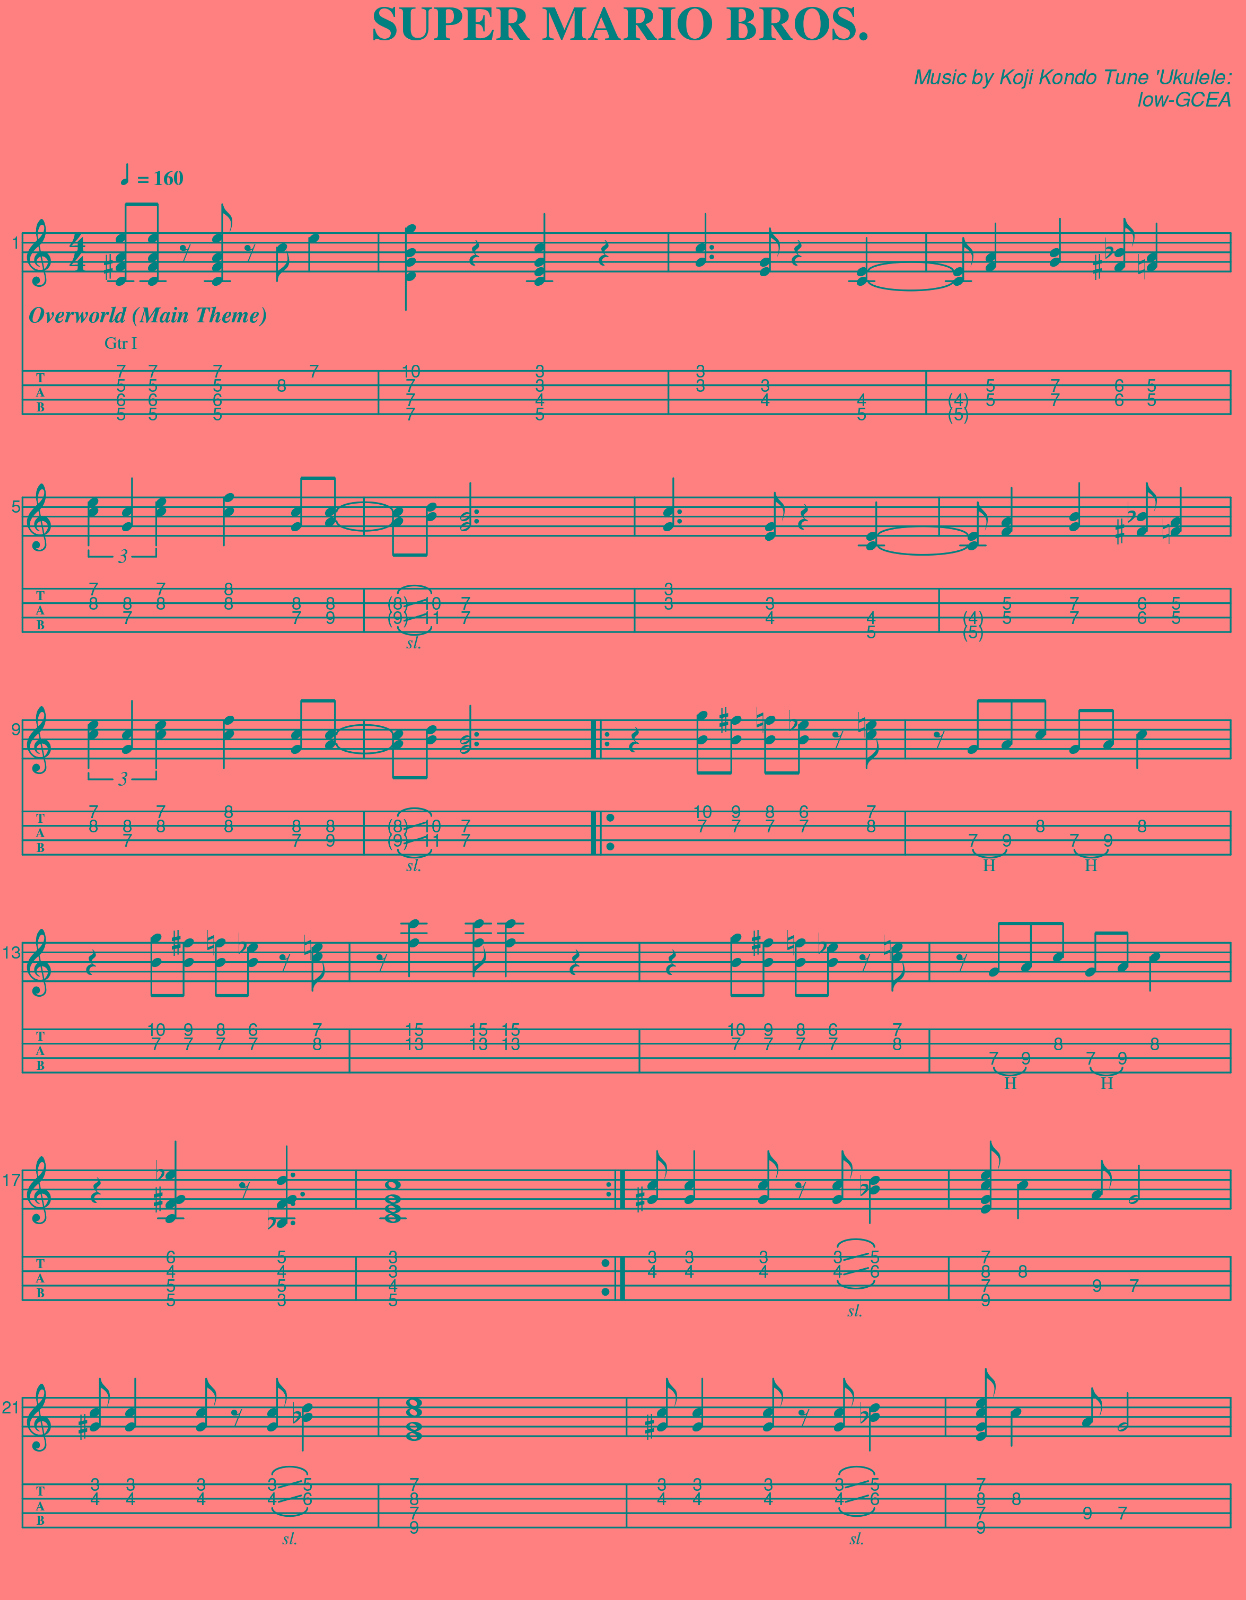 SUPER MARIO BROS.
Music by Koji Kondo Tune 'Ukulele:
low-GCEA
= 160
1
4
4
Overworld (Main Theme)
Gtr I
T 7 7 7 7 10 3 3
A 5 5 5 8 7 3 3 3 5 7 6 5
B 6 6 6 7 4 4 4 (4) 5 7 6 5
5 5 5 7 5 5 (5)
5
3
T 7 7 8 3
A 8 8 8 8 8 8 (8) 10 7 3 3 5 7 6 5
B 7 7 9 (9) 11 7 4 4 (4) 5 7 6 5
5 (5)
sl.
9
3
T 7 7 8 10 9 8 6 7
A 8 8 8 8 8 8 (8) 10 7 7 7 7 7 8 8 8
B 7 7 9 (9) 11 7 7 9 7 9
sl. H H
13
T 10 9 8 6 7 15 15 15 10 9 8 6 7
A 7 7 7 7 8 13 13 13 7 7 7 7 8 8 8
B 7 9 7 9
H H
17
T 6 5 3 3 3 3 3 5 7
A 4 4 3 4 4 4 4 6 8 8
B 5 5 4 7 9 7
5 3 5 9
sl.
21
T 3 3 3 3 5 7 3 3 3 3 5 7
A 4 4 4 4 6 8 4 4 4 4 6 8 8
B 7 7 9 7
9 9
sl. sl.